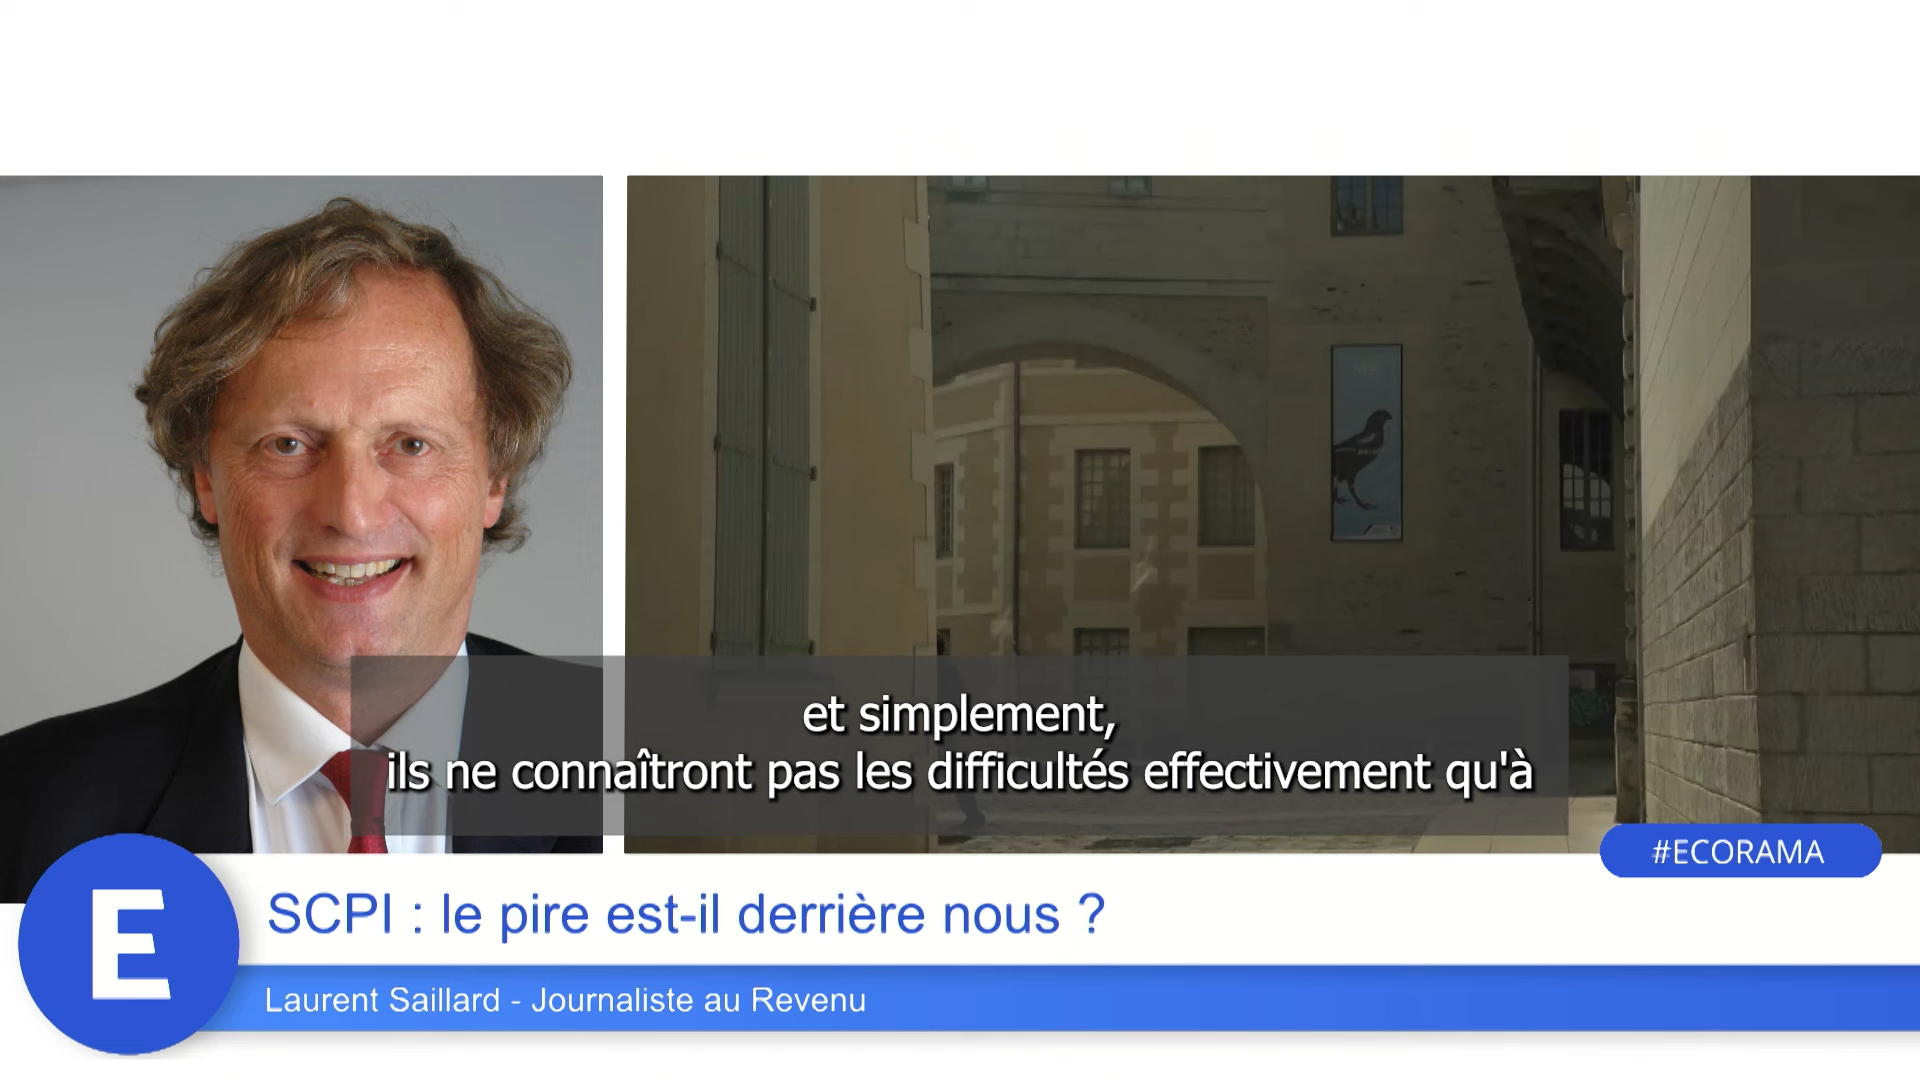 et simplement,
ils ne connaîtront pas les difficultés effectivement qu'à
#ECORAMA
E
SCPI : le pire est-il derrière nous ?
Laurent Saillard - Journaliste au Revenu